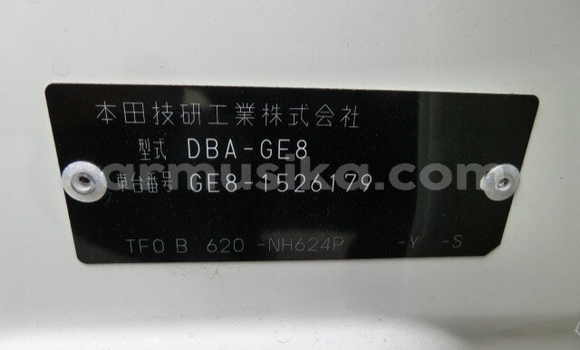 本田技研工業株式会社
型式 DBA-GE8
車台番号 GE8-1526179
TF0 B 620 -NH624P -Y -S
carmusika.com